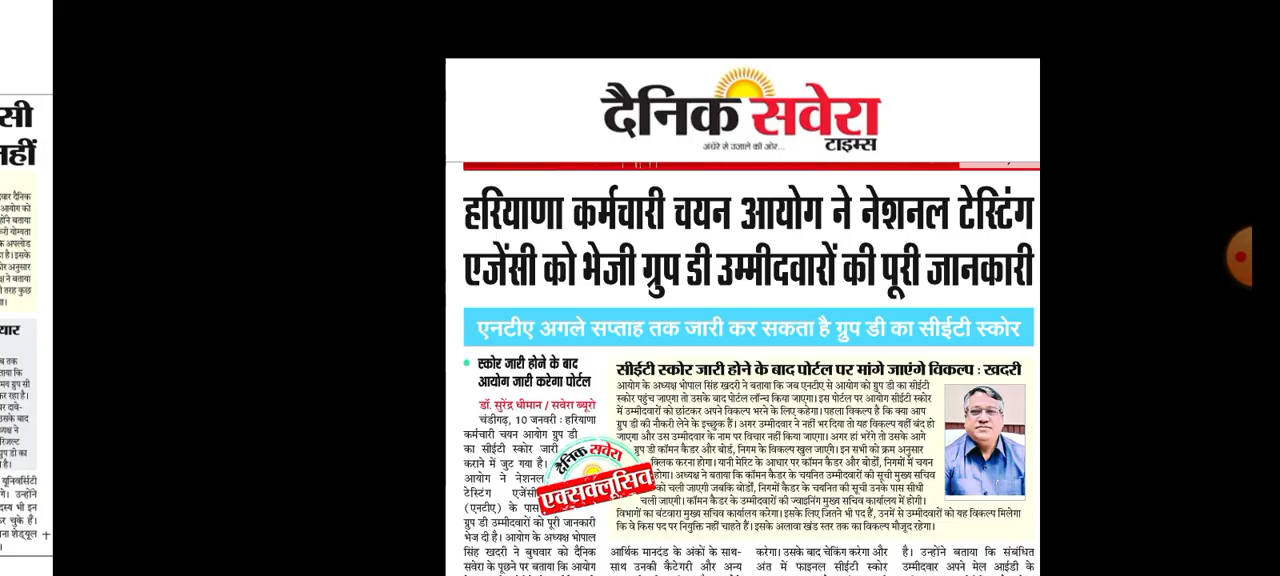 सी
नहीं
दैनिक सवेरा
टाइम्स
अंधेरे से उजाले की ओर...
हरियाणा कर्मचारी चयन आयोग ने नेशनल टेस्टिंग
एजेंसी को भेजी ग्रुप डी उम्मीदवारों की पूरी जानकारी
एनटीए अगले सप्ताह तक जारी कर सकता है ग्रुप डी का सीईटी स्कोर
स्कोर जारी होने के बाद
आयोग जारी करेगा पोर्टल
डॉ. सुरेंद्र धीमान / सवेरा ब्यूरो
चंडीगढ़, 10 जनवरी : हरियाणा
कर्मचारी चयन आयोग ग्रुप डी
का सीईटी स्कोर जारी
कराने में जुट गया है।
आयोग ने नेशनल
टेस्टिंग एजेंसी
(एनटीए) के पास
ग्रुप डी उम्मीदवारों को पूरी जानकारी
भेज दी है। आयोग के अध्यक्ष भोपाल
सिंह खदरी ने बुधवार को दैनिक
सवेरा के पूछने पर बताया कि आयोग
दैनिक सवेरा
एक्सक्लूसिव
सीईटी स्कोर जारी होने के बाद पोर्टल पर मांगे जाएंगे विकल्प : खदरी
आयोग के अध्यक्ष भोपाल सिंह खदरी ने बताया कि जब एनटीए से आयोग को ग्रुप डी का सीईटी
स्कोर पहुंच जाएगा तो उसके बाद पोर्टल लॉन्च किया जाएगा। इस पोर्टल पर आयोग सीईटी स्कोर
में उम्मीदवारों को छांटकर अपने विकल्प भरने के लिए कहेगा। पहला विकल्प है कि क्या आप
ग्रुप डी की नौकरी लेने के इच्छुक हैं। अगर उम्मीदवार ने नहीं भर दिया तो यह विकल्प यहीं बंद हो
जाएगा और उस उम्मीदवार के नाम पर विचार नहीं किया जाएगा। अगर हां भरेंगे तो उसके आगे
ग्रुप डी कॉमन कैडर और बोर्ड, निगम के विकल्प खुल जाएंगे। इन सभी को क्रम अनुसार
क्लिक करना होगा। यानी मेरिट के आधार पर कॉमन कैडर और बोर्डों, निगमों में चयन
होगा। अध्यक्ष ने बताया कि कॉमन कैडर के चयनित उम्मीदवारों की सूची मुख्य सचिव
को चली जाएगी जबकि बोर्डों, निगमों कैडर के चयनित की सूची उनके पास सीधी
चली जाएगी। कॉमन कैडर के उम्मीदवारों की ज्वाइनिंग मुख्य सचिव कार्यालय में होगी।
विभागों का बंटवारा मुख्य सचिव कार्यालय करेगा। इसके लिए जितने भी पद हैं, उनमें से उम्मीदवारों को यह विकल्प मिलेगा
कि वे किस पद पर नियुक्ति नहीं चाहते हैं। इसके अलावा खंड स्तर तक का विकल्प मौजूद रहेगा।
आर्थिक मानदंड के अंकों के साथ-
साथ उनकी कैटेगरी और अन्य
करेगा। उसके बाद चेकिंग करेगा और
अंत में फाइनल सीईटी स्कोर
है। उन्होंने बताया कि संबंधित
उम्मीदवार अपने मेल आईडी के